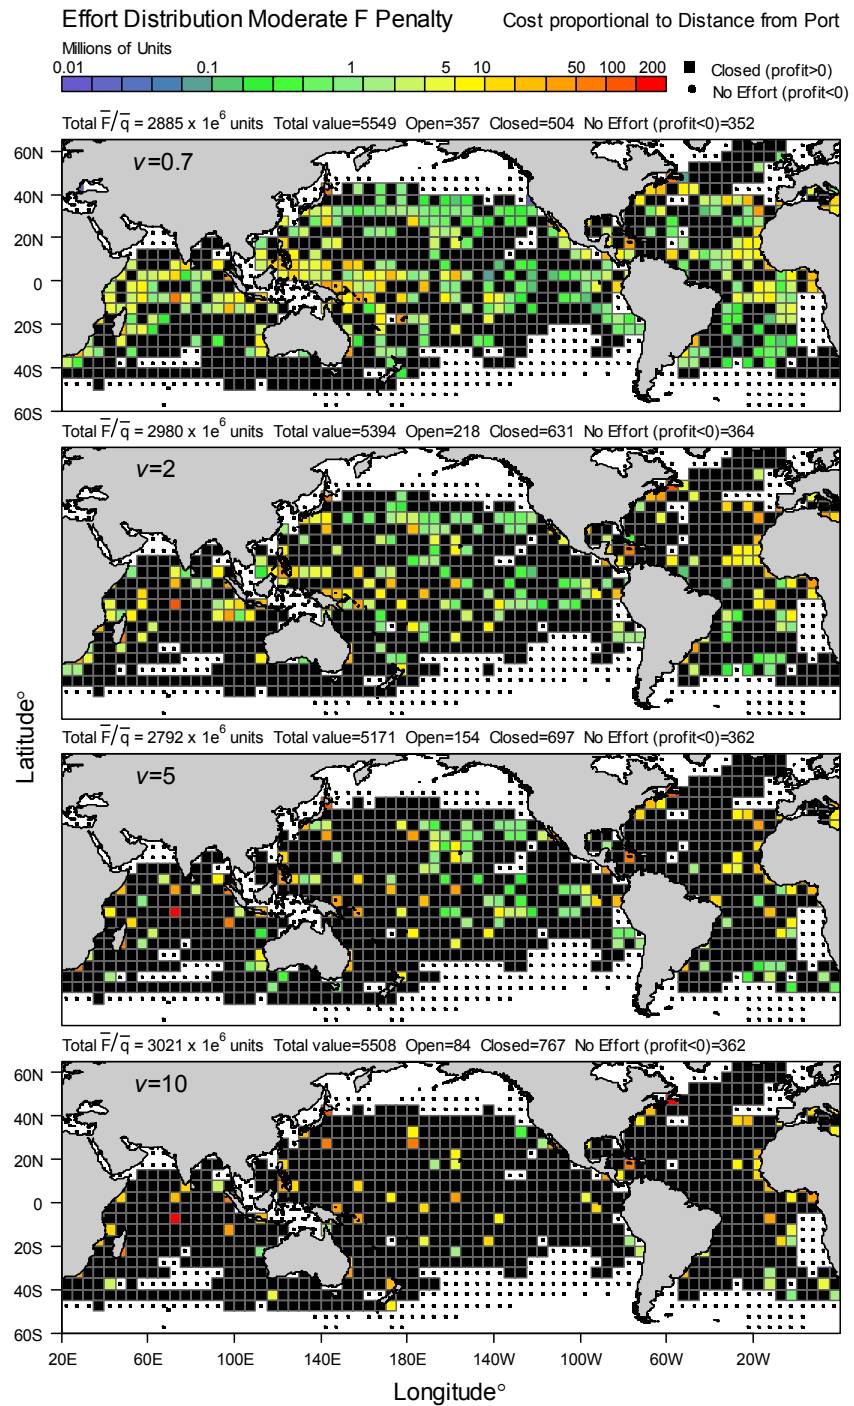 Effort Distribution Moderate F Penalty Cost proportional to Distance from Port
Millions of Units
0.01 0.1 1 5 10 50 100 200
Closed (profit>0)
No Effort (profit<0)
Total F̅/q̅ = 2885 x 1e⁶ units Total value=5549 Open=357 Closed=504 No Effort (profit<0)=352
v=0.7
60N
40N
20N
0
20S
40S
60S
Total F̅/q̅ = 2980 x 1e⁶ units Total value=5394 Open=218 Closed=631 No Effort (profit<0)=364
v=2
Total F̅/q̅ = 2792 x 1e⁶ units Total value=5171 Open=154 Closed=697 No Effort (profit<0)=362
v=5
Latitude°
Total F̅/q̅ = 3021 x 1e⁶ units Total value=5508 Open=84 Closed=767 No Effort (profit<0)=362
v=10
60N
40N
20N
0
20S
40S
60S
20E 60E 100E 140E 180E 140W 100W 60W 20W
Longitude°